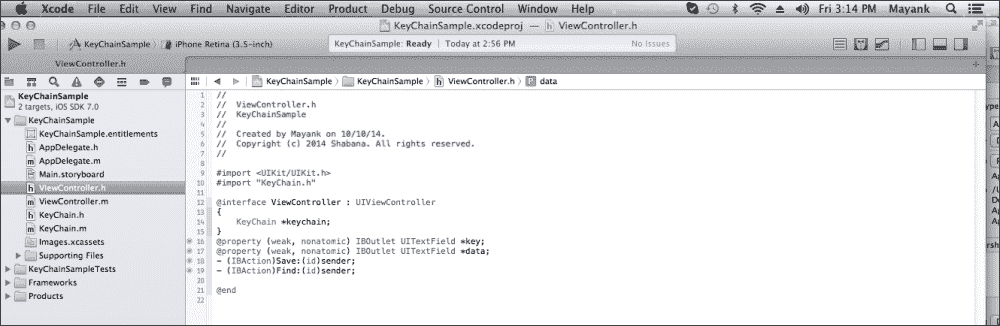 Xcode File Edit View Find Navigate Editor Product Debug Source Control Window Help Fri 3:14 PM Mayank
KeyChainSample.xcodeproj — ViewController.h
KeyChainSample iPhone Retina (3.5-inch) KeyChainSample: Ready Today at 2:56 PM No Issues
ViewController.h
KeyChainSample KeyChainSample ViewController.h data
KeyChainSample
2 targets, iOS SDK 7.0
KeyChainSample
KeyChainSample.entitlements
AppDelegate.h
AppDelegate.m
Main.storyboard
ViewController.h
ViewController.m
KeyChain.h
KeyChain.m
Images.xcassets
Supporting Files
KeyChainSampleTests
Frameworks
Products
1 //
2 // ViewController.h
3 // KeyChainSample
4 //
5 // Created by Mayank on 10/10/14.
6 // Copyright (c) 2014 Shabana. All rights reserved.
7 //
8
9 #import <UIKit/UIKit.h>
10 #import "KeyChain.h"
11
12 @interface ViewController : UIViewController
13 {
14 KeyChain *keychain;
15 }
16 @property (weak, nonatomic) IBOutlet UITextField *key;
17 @property (weak, nonatomic) IBOutlet UITextField *data;
18 - (IBAction)Save:(id)sender;
19 - (IBAction)Find:(id)sender;
20
21 @end
22